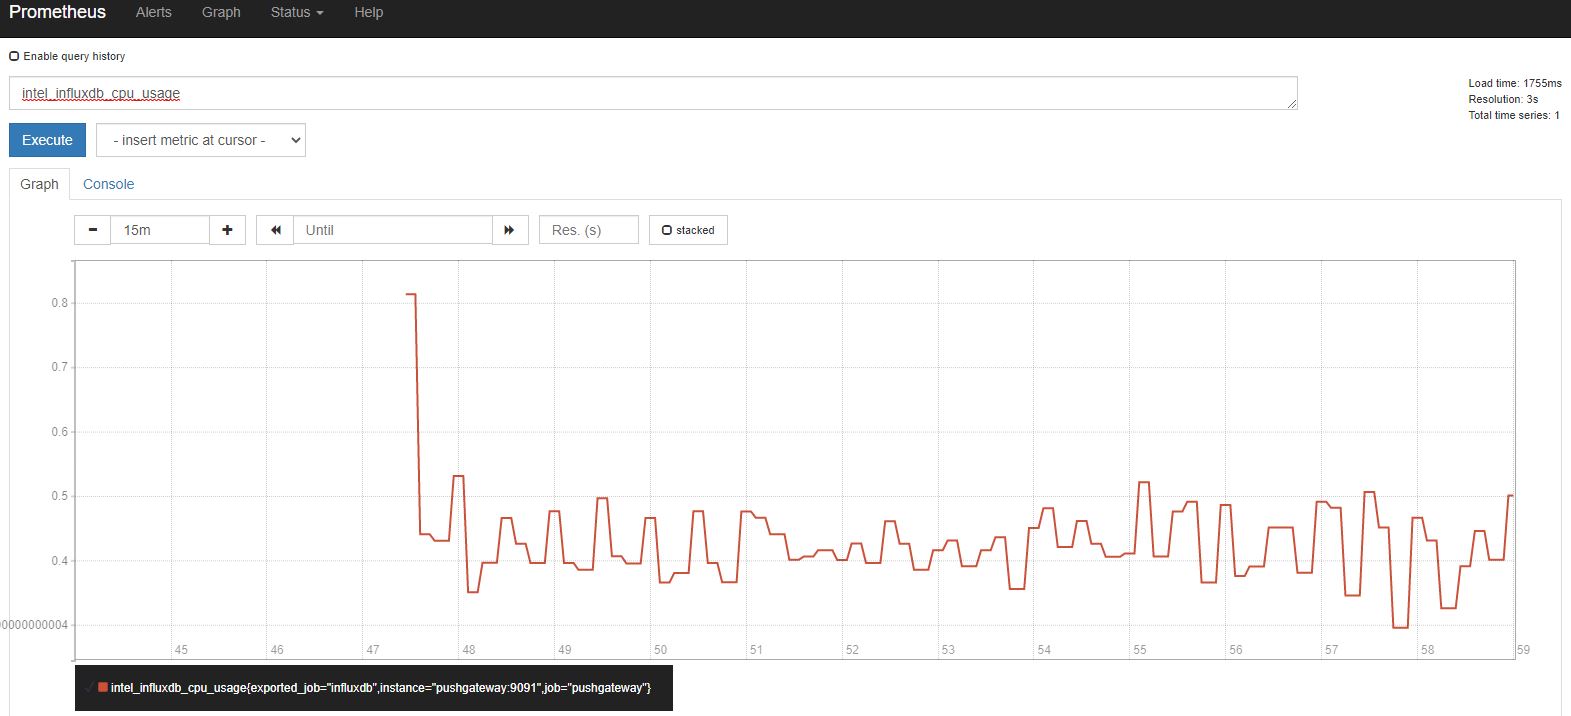 Prometheus Alerts Graph Status Help
Enable query history
intel_influxdb_cpu_usage
Load time: 1755ms
Resolution: 3s
Total time series: 1
Execute - insert metric at cursor -
Graph Console
15m Until Res. (s) stacked
0.8
0.7
0.6
0.5
0.4
00000000004
45 46 47 48 49 50 51 52 53 54 55 56 57 58 59
intel_influxdb_cpu_usage{exported_job="influxdb",instance="pushgateway:9091",job="pushgateway"}